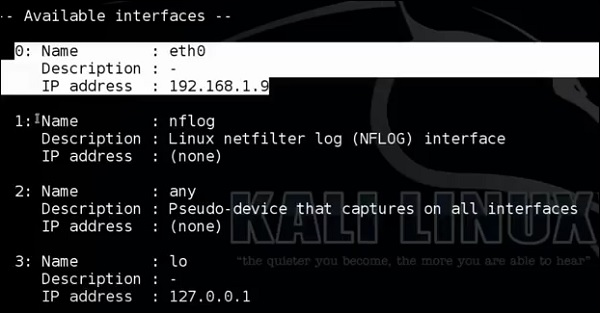 -- Available interfaces --
0: Name : eth0
Description : -
IP address : 192.168.1.9
1: Name : nflog
Description : Linux netfilter log (NFLOG) interface
IP address : (none)
2: Name : any
Description : Pseudo-device that captures on all interfaces
IP address : (none)
KALI LINUX
3: Name : lo
"the quieter you become, the more you are able to hear"
Description : -
IP address : 127.0.0.1